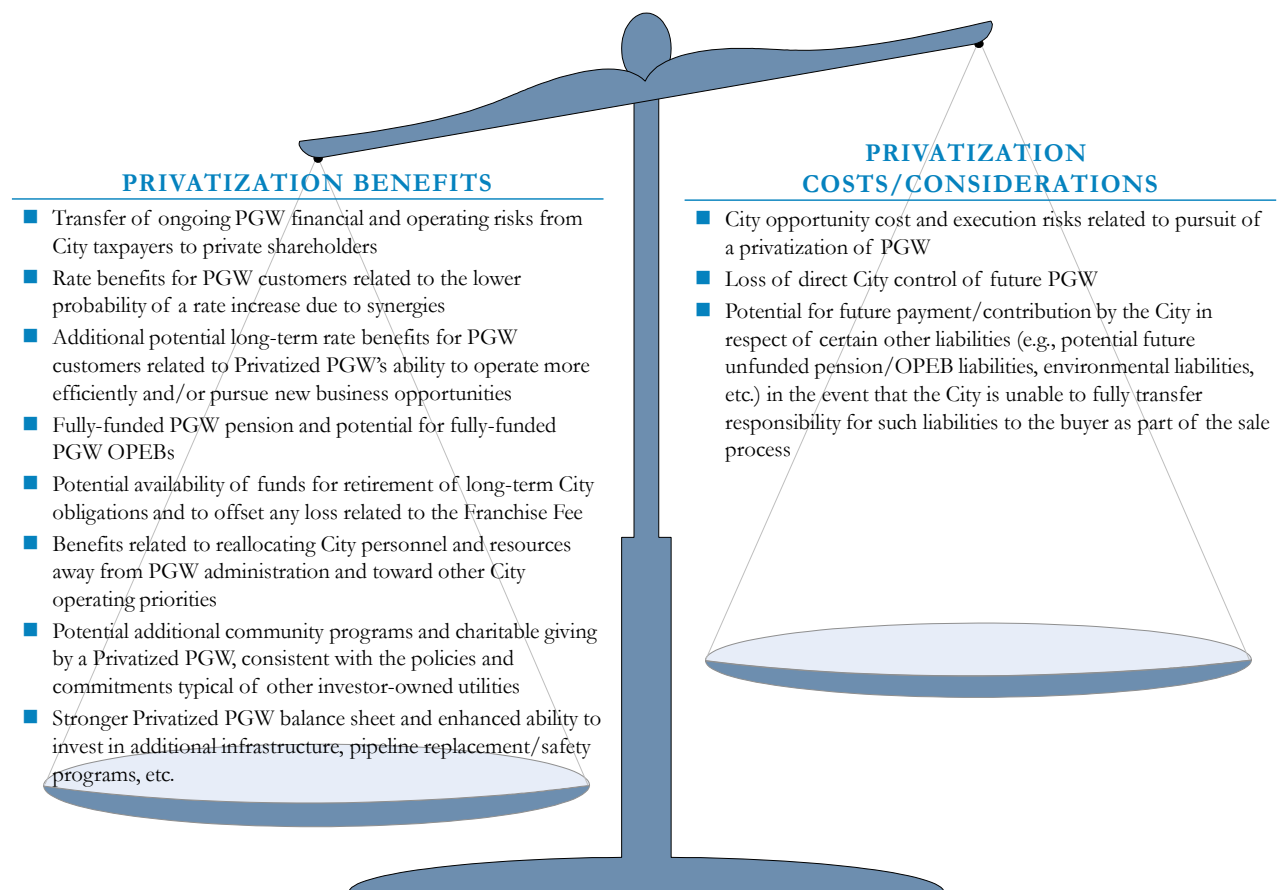 PRIVATIZATION BENEFITS
■ Transfer of ongoing PGW financial and operating risks from
City taxpayers to private shareholders
■ Rate benefits for PGW customers related to the lower
probability of a rate increase due to synergies
■ Additional potential long-term rate benefits for PGW
customers related to Privatized PGW's ability to operate more
efficiently and/or pursue new business opportunities
■ Fully-funded PGW pension and potential for fully-funded
PGW OPEBs
■ Potential availability of funds for retirement of long-term City
obligations and to offset any loss related to the Franchise Fee
■ Benefits related to reallocating City personnel and resources
away from PGW administration and toward other City
operating priorities
■ Potential additional community programs and charitable giving
by a Privatized PGW, consistent with the policies and
commitments typical of other investor-owned utilities
■ Stronger Privatized PGW balance sheet and enhanced ability to
invest in additional infrastructure, pipeline replacement/safety
programs, etc.
PRIVATIZATION
COSTS/CONSIDERATIONS
■ City opportunity cost and execution risks related to pursuit of
a privatization of PGW
■ Loss of direct City control of future PGW
■ Potential for future payment/contribution by the City in
respect of certain other liabilities (e.g., potential future
unfunded pension/OPEB liabilities, environmental liabilities,
etc.) in the event that the City is unable to fully transfer
responsibility for such liabilities to the buyer as part of the sale
process